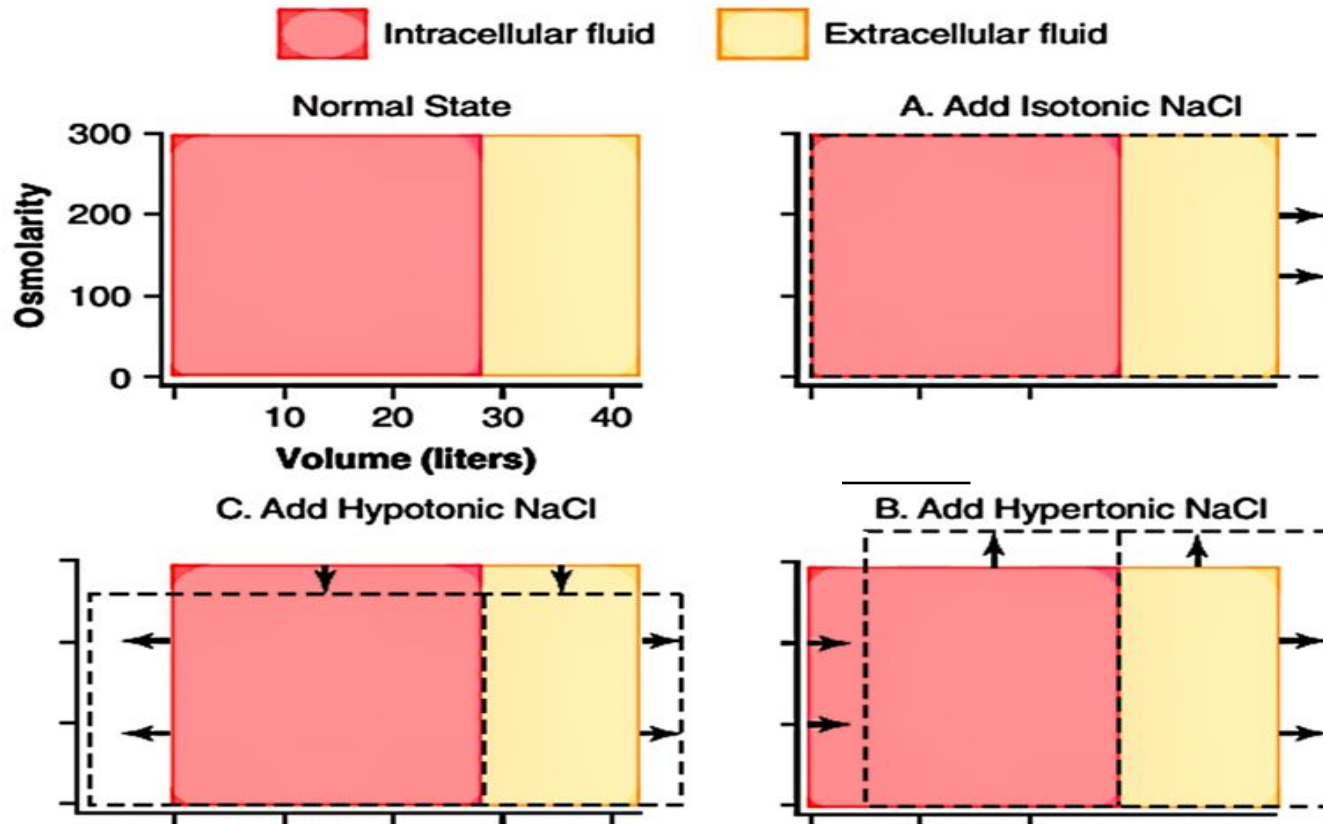 Intracellular fluid
Extracellular fluid
Normal State
Osmolarity
300
200
100
0
10 20 30 40
Volume (liters)
A. Add Isotonic NaCl
C. Add Hypotonic NaCl
B. Add Hypertonic NaCl